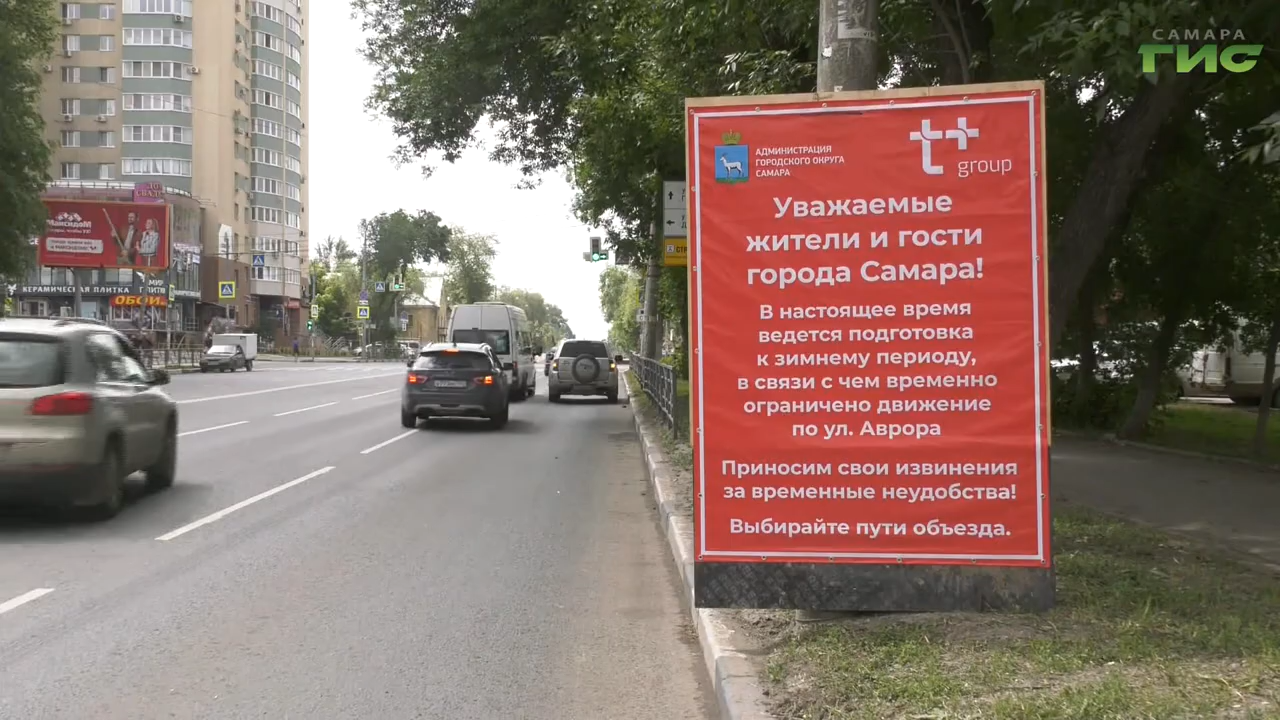 САМАРА
ГИС
АДМИНИСТРАЦИЯ
ГОРОДСКОГО ОКРУГА
САМАРА
т+
group
Уважаемые
жители и гости
города Самара!
В настоящее время
ведется подготовка
к зимнему периоду,
в связи с чем временно
ограничено движение
по ул. Аврора
Приносим свои извинения
за временные неудобства!
Выбирайте пути объезда.
МаксидоМ
КЕРАМИЧЕСКАЯ ПЛИТКА
ОБОИ